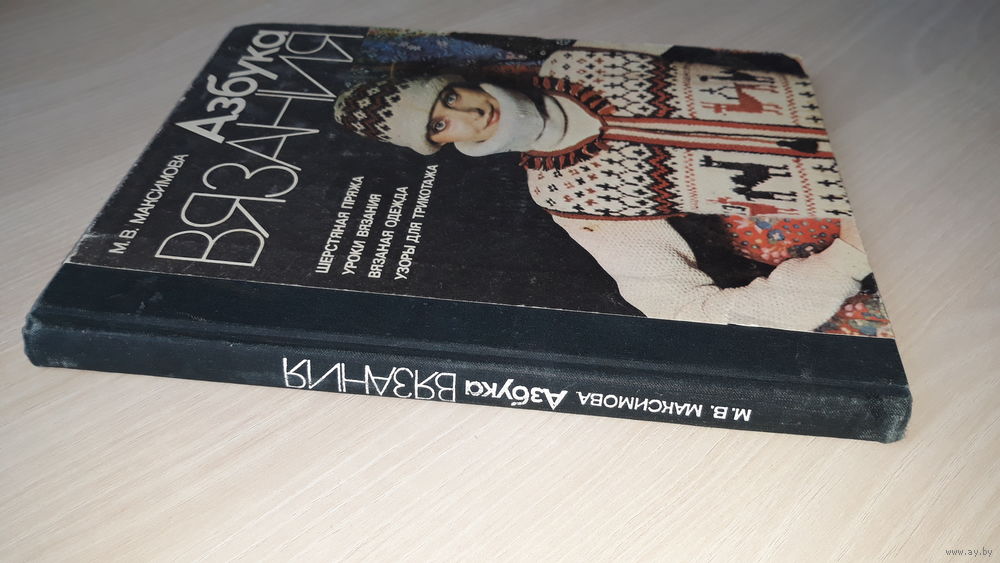 М.В. МАКСИМОВА
Азбука
ВЯЗАНИЯ
ШЕРСТЯНАЯ ПРЯЖА
УРОКИ ВЯЗАНИЯ
ВЯЗАНАЯ ОДЕЖДА
УЗОРЫ ДЛЯ ТРИКОТАЖА
М.В. МАКСИМОВА Азбука ВЯЗАНИЯ
www.ay.by